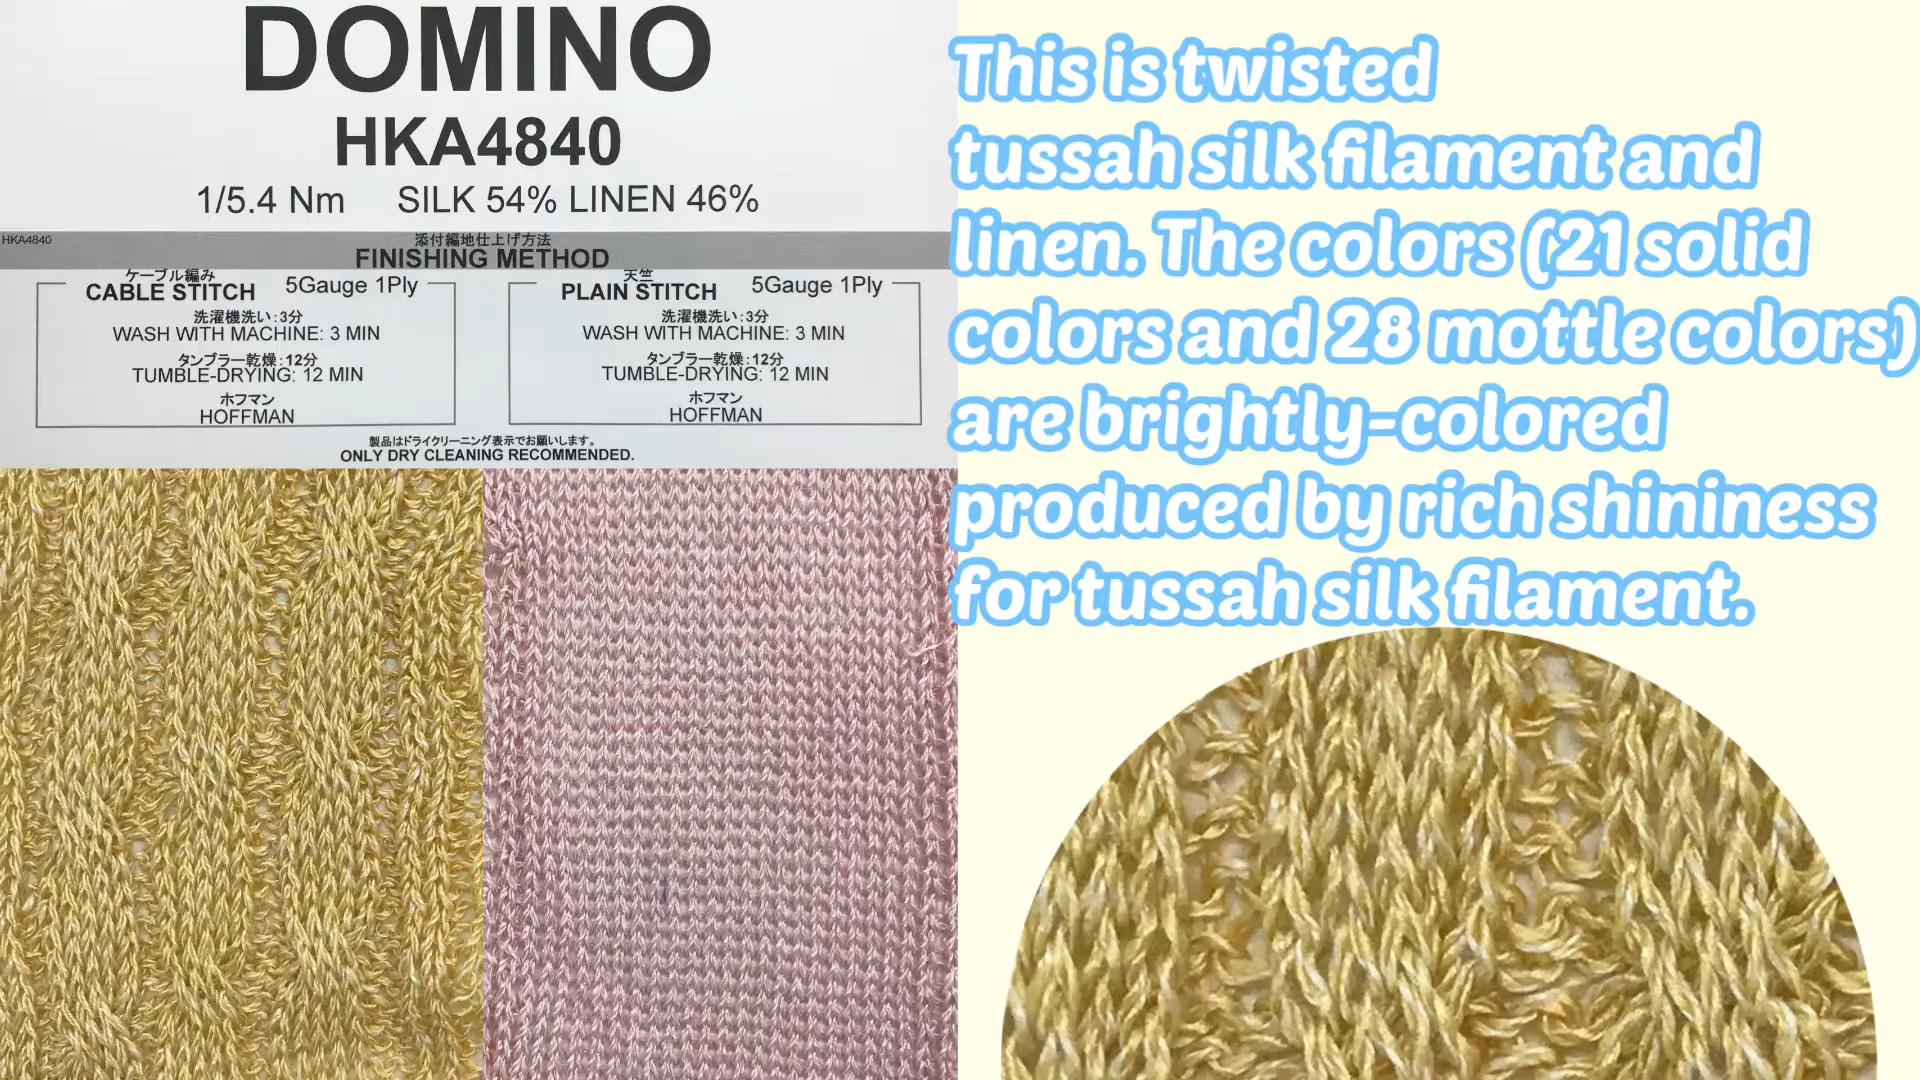 DOMINO
HKA4840
1/5.4 Nm SILK 54% LINEN 46%
HKA4840
添付編地仕上げ方法
FINISHING METHOD
ケーブル編み
CABLE STITCH 5Gauge 1Ply
洗濯機洗い:3分
WASH WITH MACHINE: 3 MIN
タンブラー乾燥:12分
TUMBLE-DRYING: 12 MIN
ホフマン
HOFFMAN
天竺
PLAIN STITCH 5Gauge 1Ply
洗濯機洗い:3分
WASH WITH MACHINE: 3 MIN
タンブラー乾燥:12分
TUMBLE-DRYING: 12 MIN
ホフマン
HOFFMAN
製品はドライクリーニング表示でお願いします。
ONLY DRY CLEANING RECOMMENDED.
This is twisted
tussah silk filament and
linen. The colors (21 solid
colors and 28 mottle colors)
are brightly-colored
produced by rich shininess
for tussah silk filament.